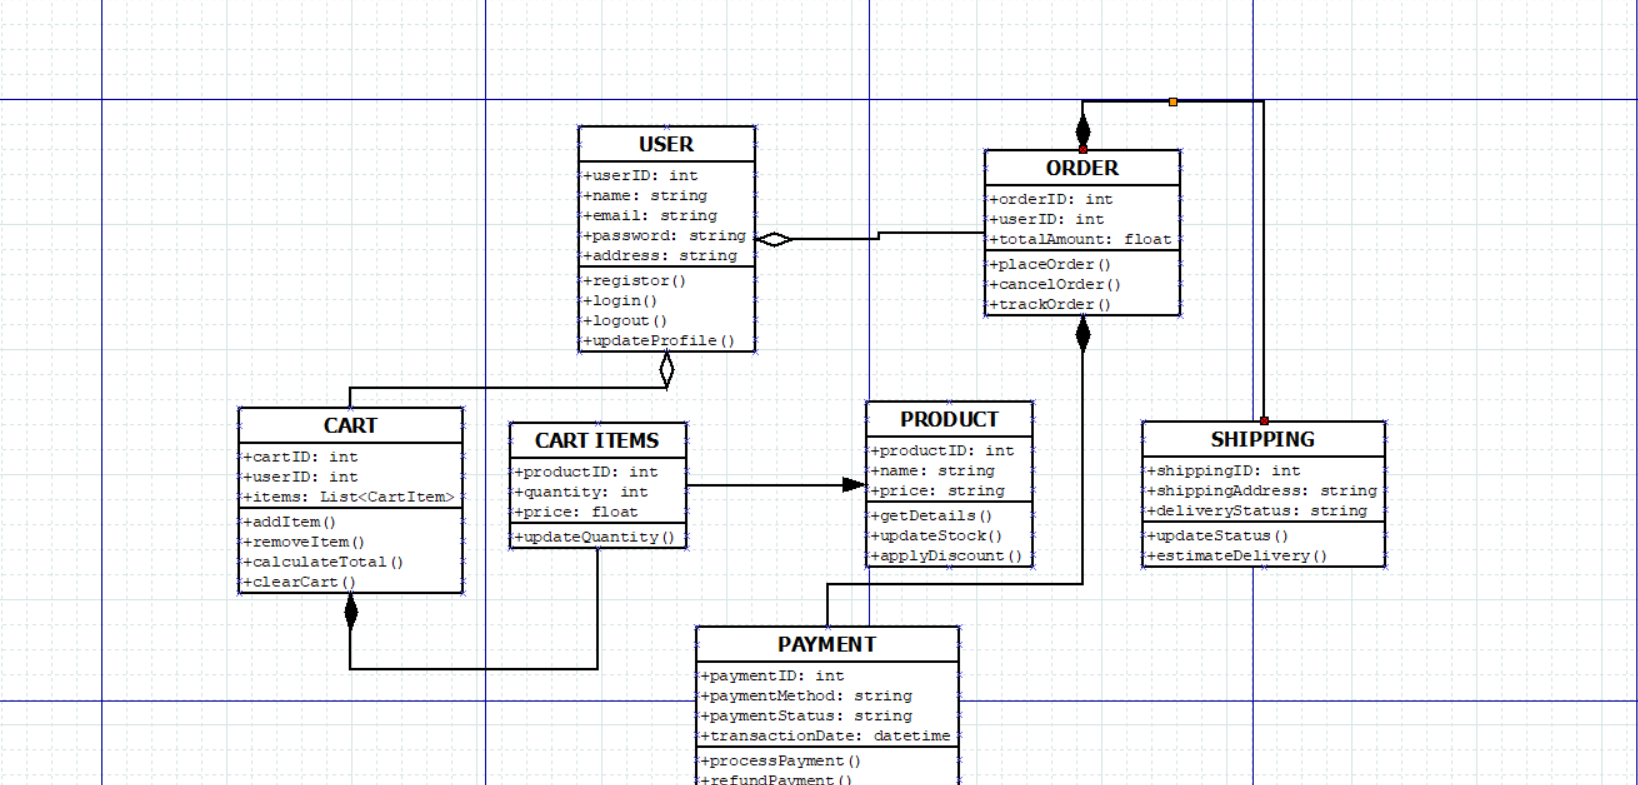 USER
+userID: int
+name: string
+email: string
+password: string
+address: string
+registor()
+login()
+logout()
+updateProfile()
ORDER
+orderID: int
+userID: int
+totalAmount: float
+placeOrder()
+cancelOrder()
+trackOrder()
CART
+cartID: int
+userID: int
+items: List<CartItem>
+addItem()
+removeItem()
+calculateTotal()
+clearCart()
CART ITEMS
+productID: int
+quantity: int
+price: float
+updateQuantity()
PRODUCT
+productID: int
+name: string
+price: string
+getDetails()
+updateStock()
+applyDiscount()
SHIPPING
+shippingID: int
+shippingAddress: string
+deliveryStatus: string
+updateStatus()
+estimateDelivery()
PAYMENT
+paymentID: int
+paymentMethod: string
+paymentStatus: string
+transactionDate: datetime
+processPayment()
+refundPayment()